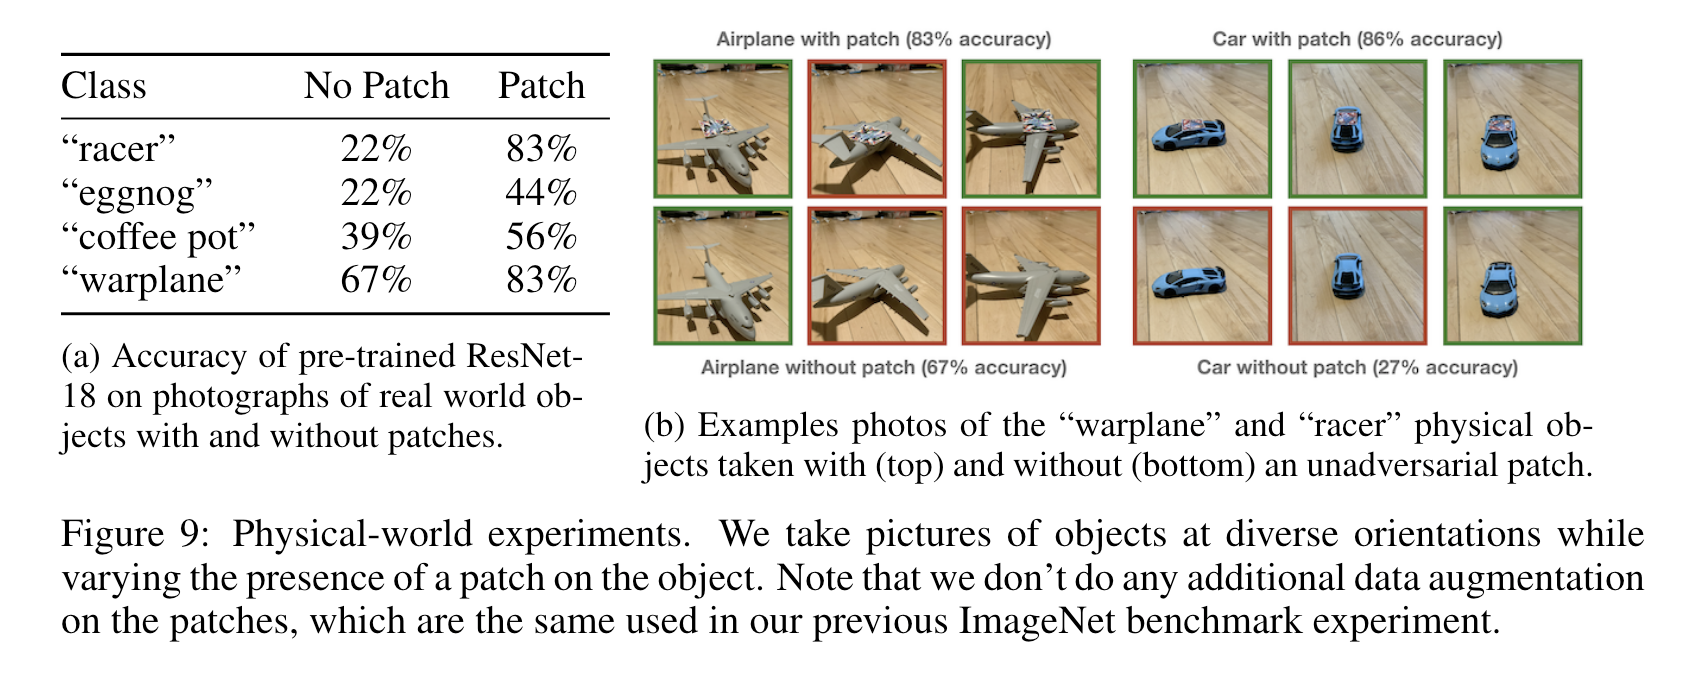 Class No Patch Patch
“racer” 22% 83%
“eggnog” 22% 44%
“coffee pot” 39% 56%
“warplane” 67% 83%
(a) Accuracy of pre-trained ResNet-
18 on photographs of real world ob-
jects with and without patches.
Airplane with patch (83% accuracy)
Car with patch (86% accuracy)
Airplane without patch (67% accuracy)
Car without patch (27% accuracy)
(b) Examples photos of the “warplane” and “racer” physical ob-
jects taken with (top) and without (bottom) an unadversarial patch.
Figure 9: Physical-world experiments. We take pictures of objects at diverse orientations while
varying the presence of a patch on the object. Note that we don’t do any additional data augmentation
on the patches, which are the same used in our previous ImageNet benchmark experiment.